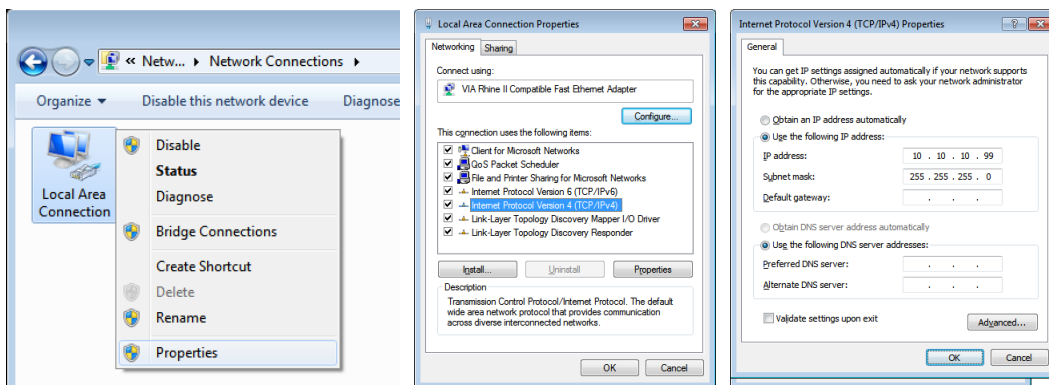 « Netw... ▸ Network Connections ▸
Organize ▾ Disable this network device Diagnose
Local Area
Connection
Disable
Status
Diagnose
Bridge Connections
Create Shortcut
Delete
Rename
Properties
Local Area Connection Properties
Networking Sharing
Connect using:
VIA Rhine II Compatible Fast Ethernet Adapter
Configure...
This connection uses the following items:
Client for Microsoft Networks
QoS Packet Scheduler
File and Printer Sharing for Microsoft Networks
Internet Protocol Version 6 (TCP/IPv6)
Internet Protocol Version 4 (TCP/IPv4)
Link-Layer Topology Discovery Mapper I/O Driver
Link-Layer Topology Discovery Responder
Install... Uninstall Properties
Description
Transmission Control Protocol/Internet Protocol. The default
wide area network protocol that provides communication
across diverse interconnected networks.
OK Cancel
Internet Protocol Version 4 (TCP/IPv4) Properties
General
You can get IP settings assigned automatically if your network supports
this capability. Otherwise, you need to ask your network administrator
for the appropriate IP settings.
Obtain an IP address automatically
Use the following IP address:
IP address: 10 . 10 . 10 . 99
Subnet mask: 255 . 255 . 255 . 0
Default gateway: . . .
Obtain DNS server address automatically
Use the following DNS server addresses:
Preferred DNS server: . . .
Alternate DNS server: . . .
Validate settings upon exit
Advanced...
OK Cancel